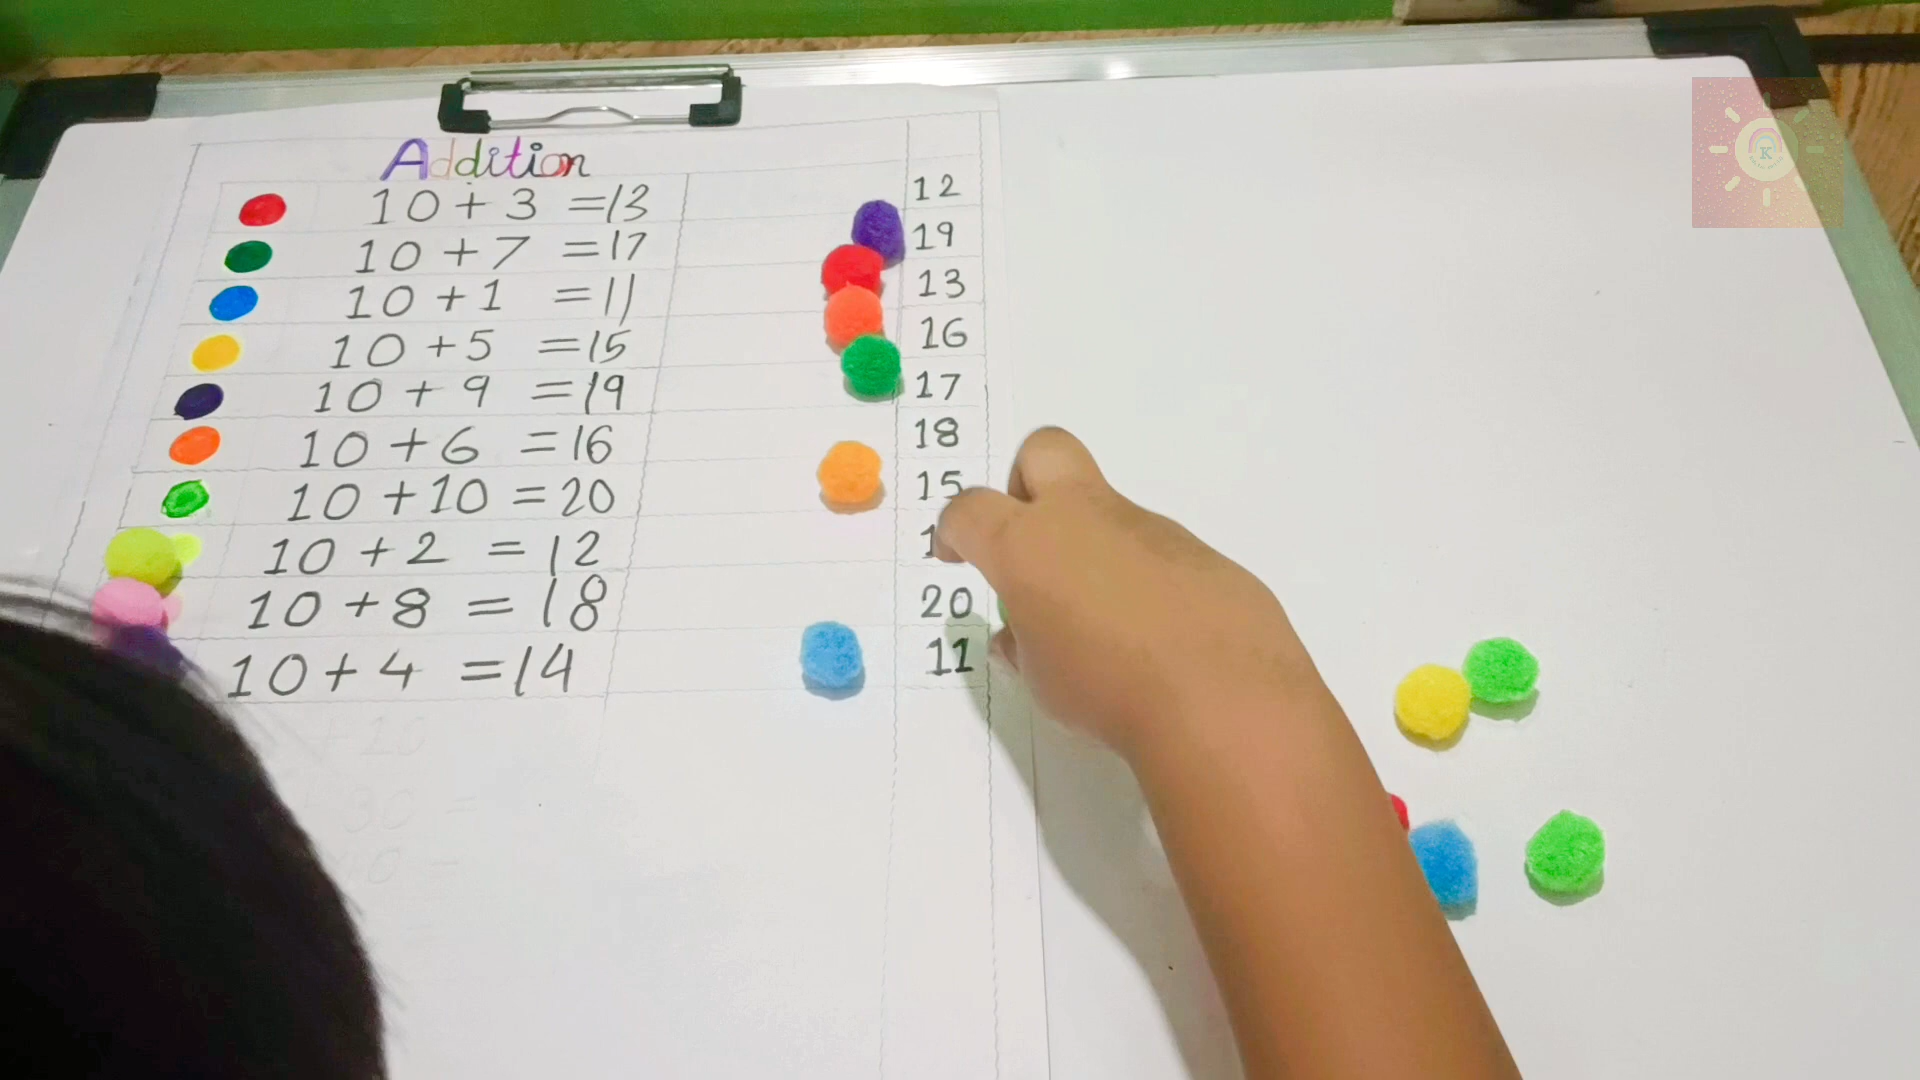 Addition
10 + 3 = 13
10 + 7 = 17
10 + 1 = 11
10 + 5 = 15
10 + 9 = 19
10 + 6 = 16
10 + 10 = 20
10 + 2 = 12
10 + 8 = 18
10 + 4 = 14
12
19
13
16
17
18
15
20
11
K